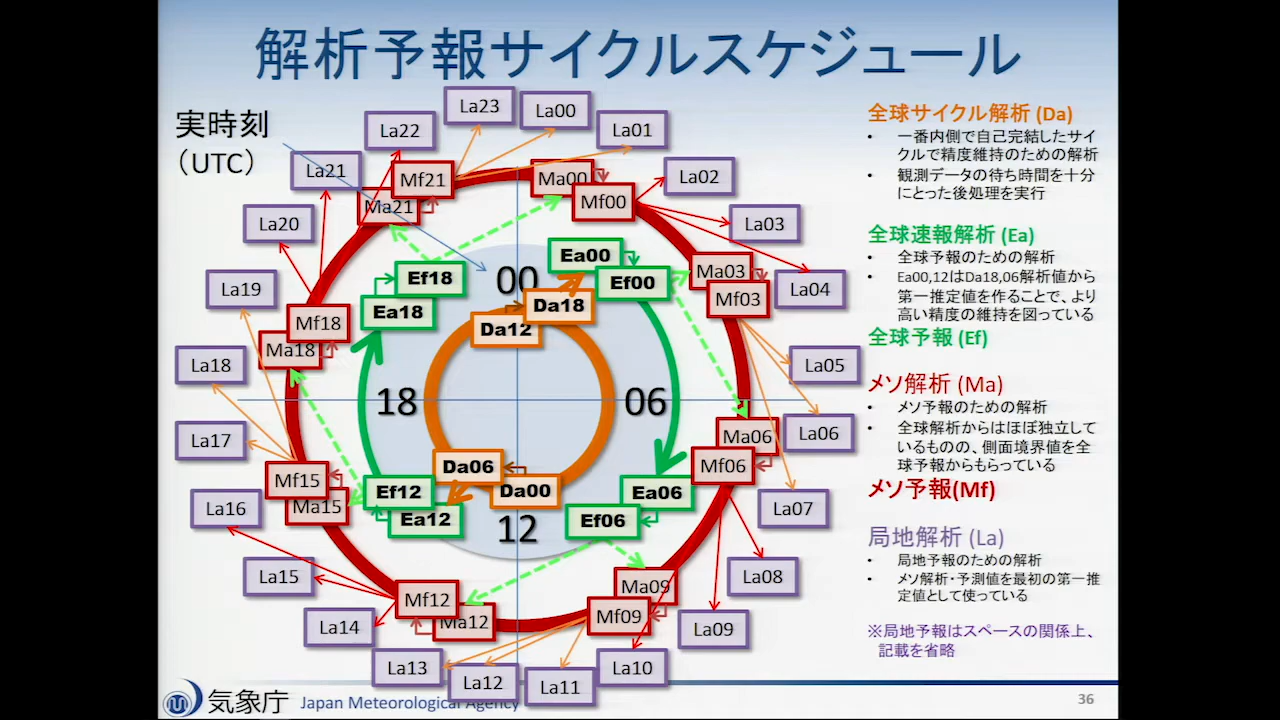 解析予報サイクルスケジュール
実時刻
（UTC）
La23
La00
La01
La22
La21
La02
Mf21
Ma00
Mf00
Ma21
La20
La03
La19
La04
Ea00
Ef00
Ma03
Mf03
Ef18
Ea18
00
Da18
Da12
Mf18
Ma18
La18
La05
18
06
La17
La06
Ma06
Mf06
Mf15
Ma15
Da06
Da00
Ef12
Ea12
Ea06
Ef06
12
La16
La07
La15
La08
Mf12
Ma12
Ma09
Mf09
La14
La09
La13
La12
La11
La10
全球サイクル解析 (Da)
• 一番内側で自己完結したサイ
クルで精度維持のための解析
• 観測データの待ち時間を十分
にとった後処理を実行
全球速報解析 (Ea)
• 全球予報のための解析
• Ea00,12はDa18,06解析値から
第一推定値を作ることで、より
高い精度の維持を図っている
全球予報 (Ef)
メソ解析 (Ma)
• メソ予報のための解析
• 全球解析からはほぼ独立して
いるものの、側面境界値を全
球予報からもらっている
メソ予報(Mf)
局地解析 (La)
• 局地予報のための解析
• メソ解析・予測値を最初の第一推
定値として使っている
※局地予報はスペースの関係上、
記載を省略
気象庁 Japan Meteorological Agency
36